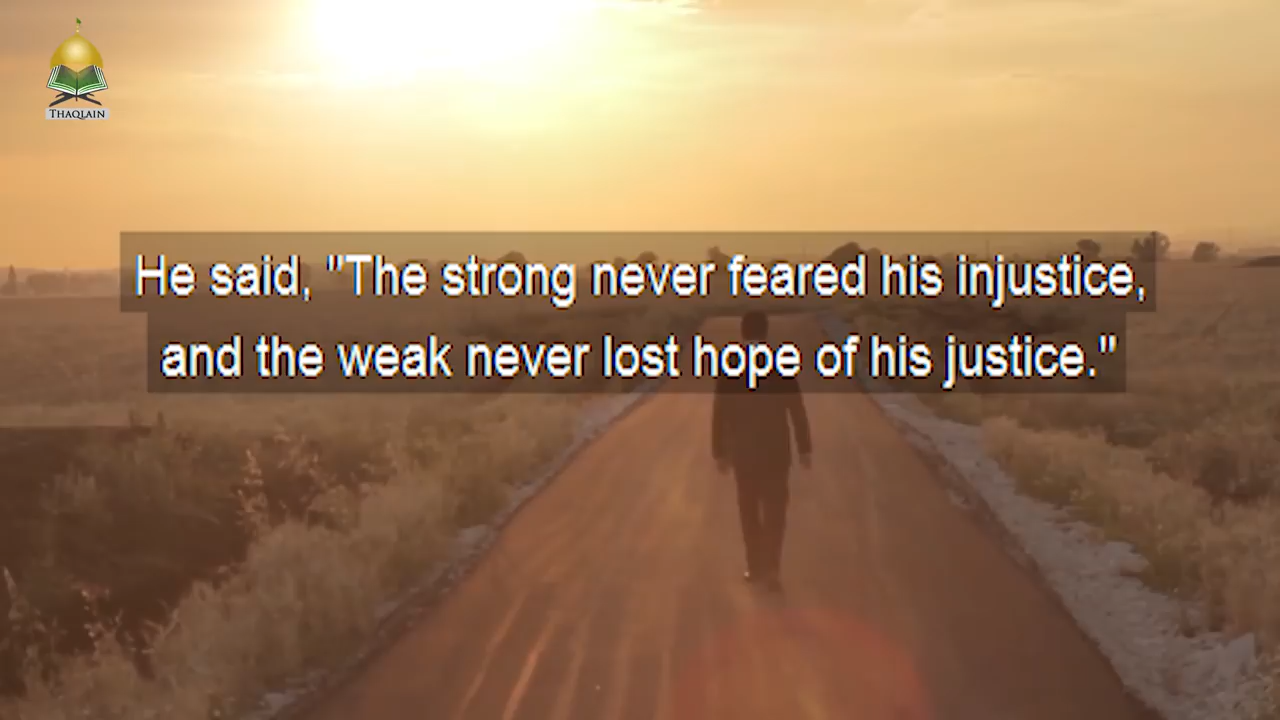 THAQLAIN
He said, "The strong never feared his injustice,
and the weak never lost hope of his justice."